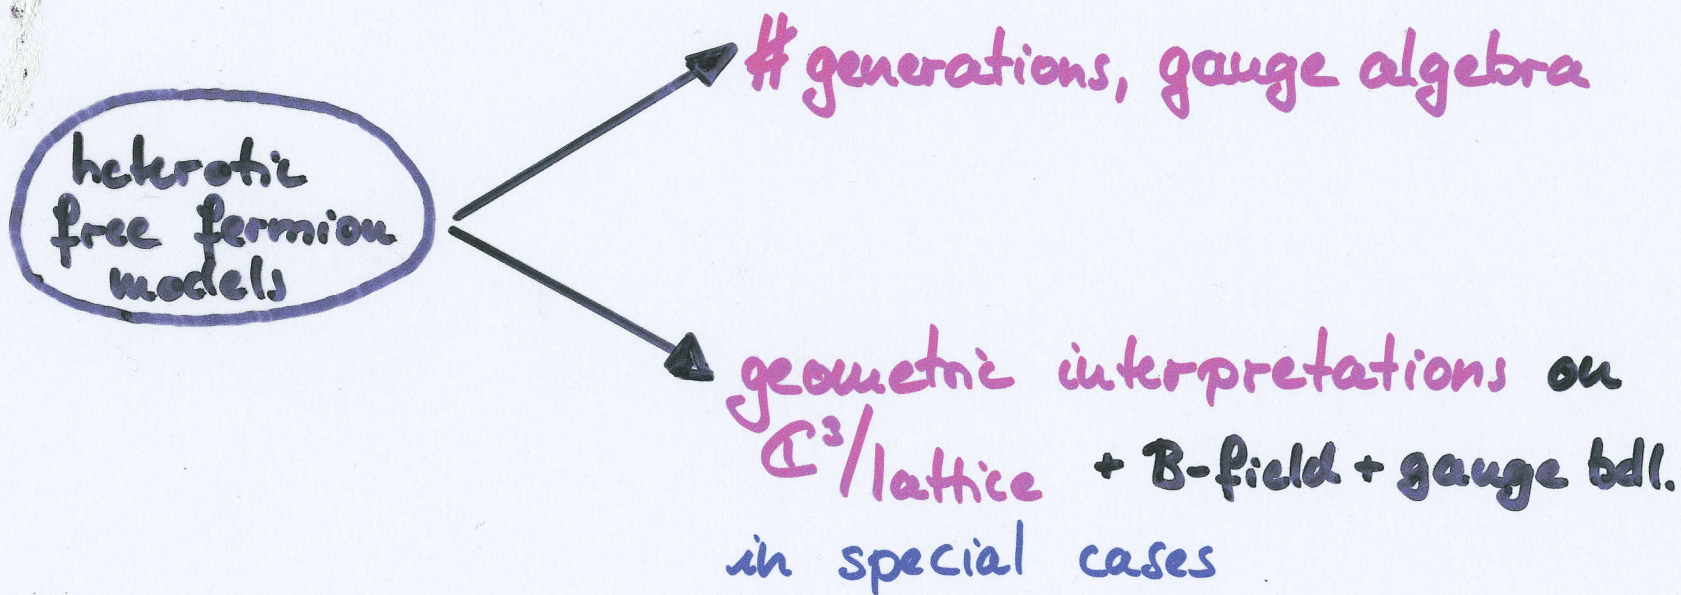 # generations, gauge algebra
heterotic
free fermion
models
geometric interpretations on
ℂ³/lattice + B-field + gauge bdl.
in special cases